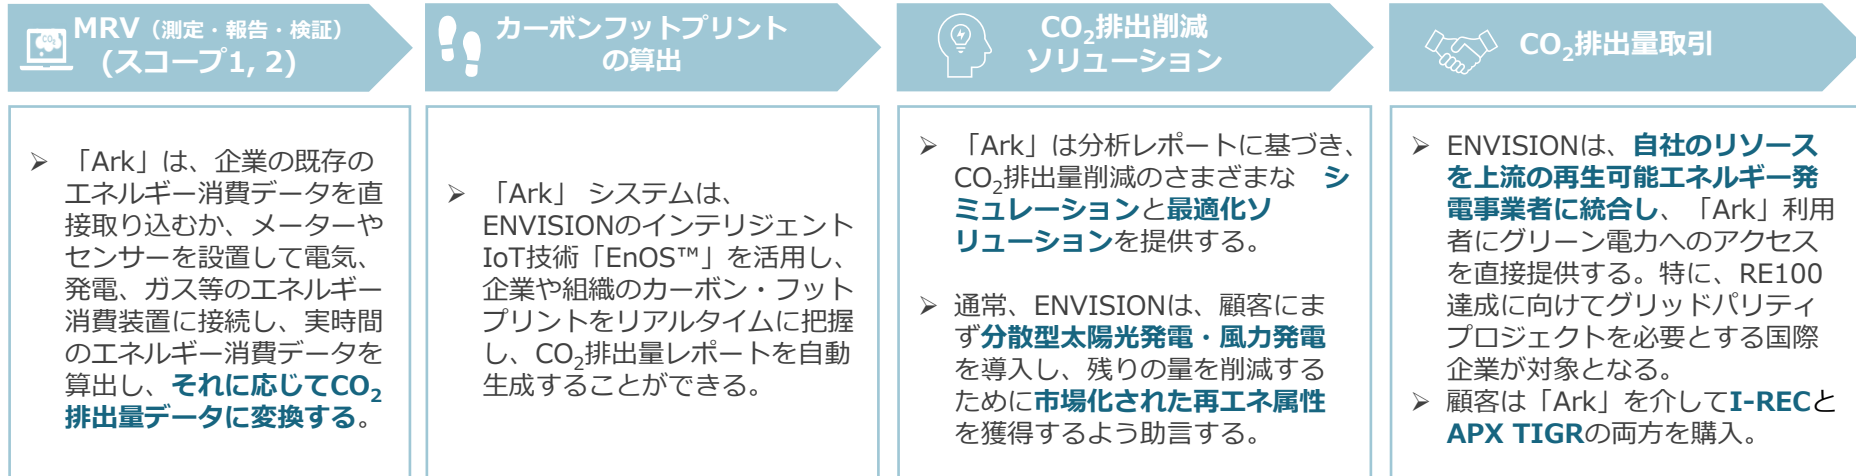 CO₂
MRV（測定・報告・検証）
(スコープ1, 2)
カーボンフットプリント
の算出
CO₂排出削減
ソリューション
CO₂排出量取引
➢ 「Ark」は、企業の既存の
エネルギー消費データを直
接取り込むか、メーターや
センサーを設置して電気、
発電、ガス等のエネルギー
消費装置に接続し、実時間
のエネルギー消費データを
算出し、それに応じてCO₂
排出量データに変換する。
➢ 「Ark」 システムは、
ENVISIONのインテリジェント
IoT技術「EnOS™」を活用し、
企業や組織のカーボン・フット
プリントをリアルタイムに把握
し、CO₂排出量レポートを自動
生成することができる。
➢ 「Ark」は分析レポートに基づき、
CO₂排出量削減のさまざまな　シ
ミュレーションと最適化ソ
リューションを提供する。
➢ 通常、ENVISIONは、顧客にま
ず分散型太陽光発電・風力発電
を導入し、残りの量を削減する
ために市場化された再エネ属性
を獲得するよう助言する。
➢ ENVISIONは、自社のリソース
を上流の再生可能エネルギー発
電事業者に統合し、「Ark」利用
者にグリーン電力へのアクセス
を直接提供する。特に、RE100
達成に向けてグリッドパリティ
プロジェクトを必要とする国際
企業が対象となる。
➢ 顧客は「Ark」を介してI-RECと
APX TIGRの両方を購入。